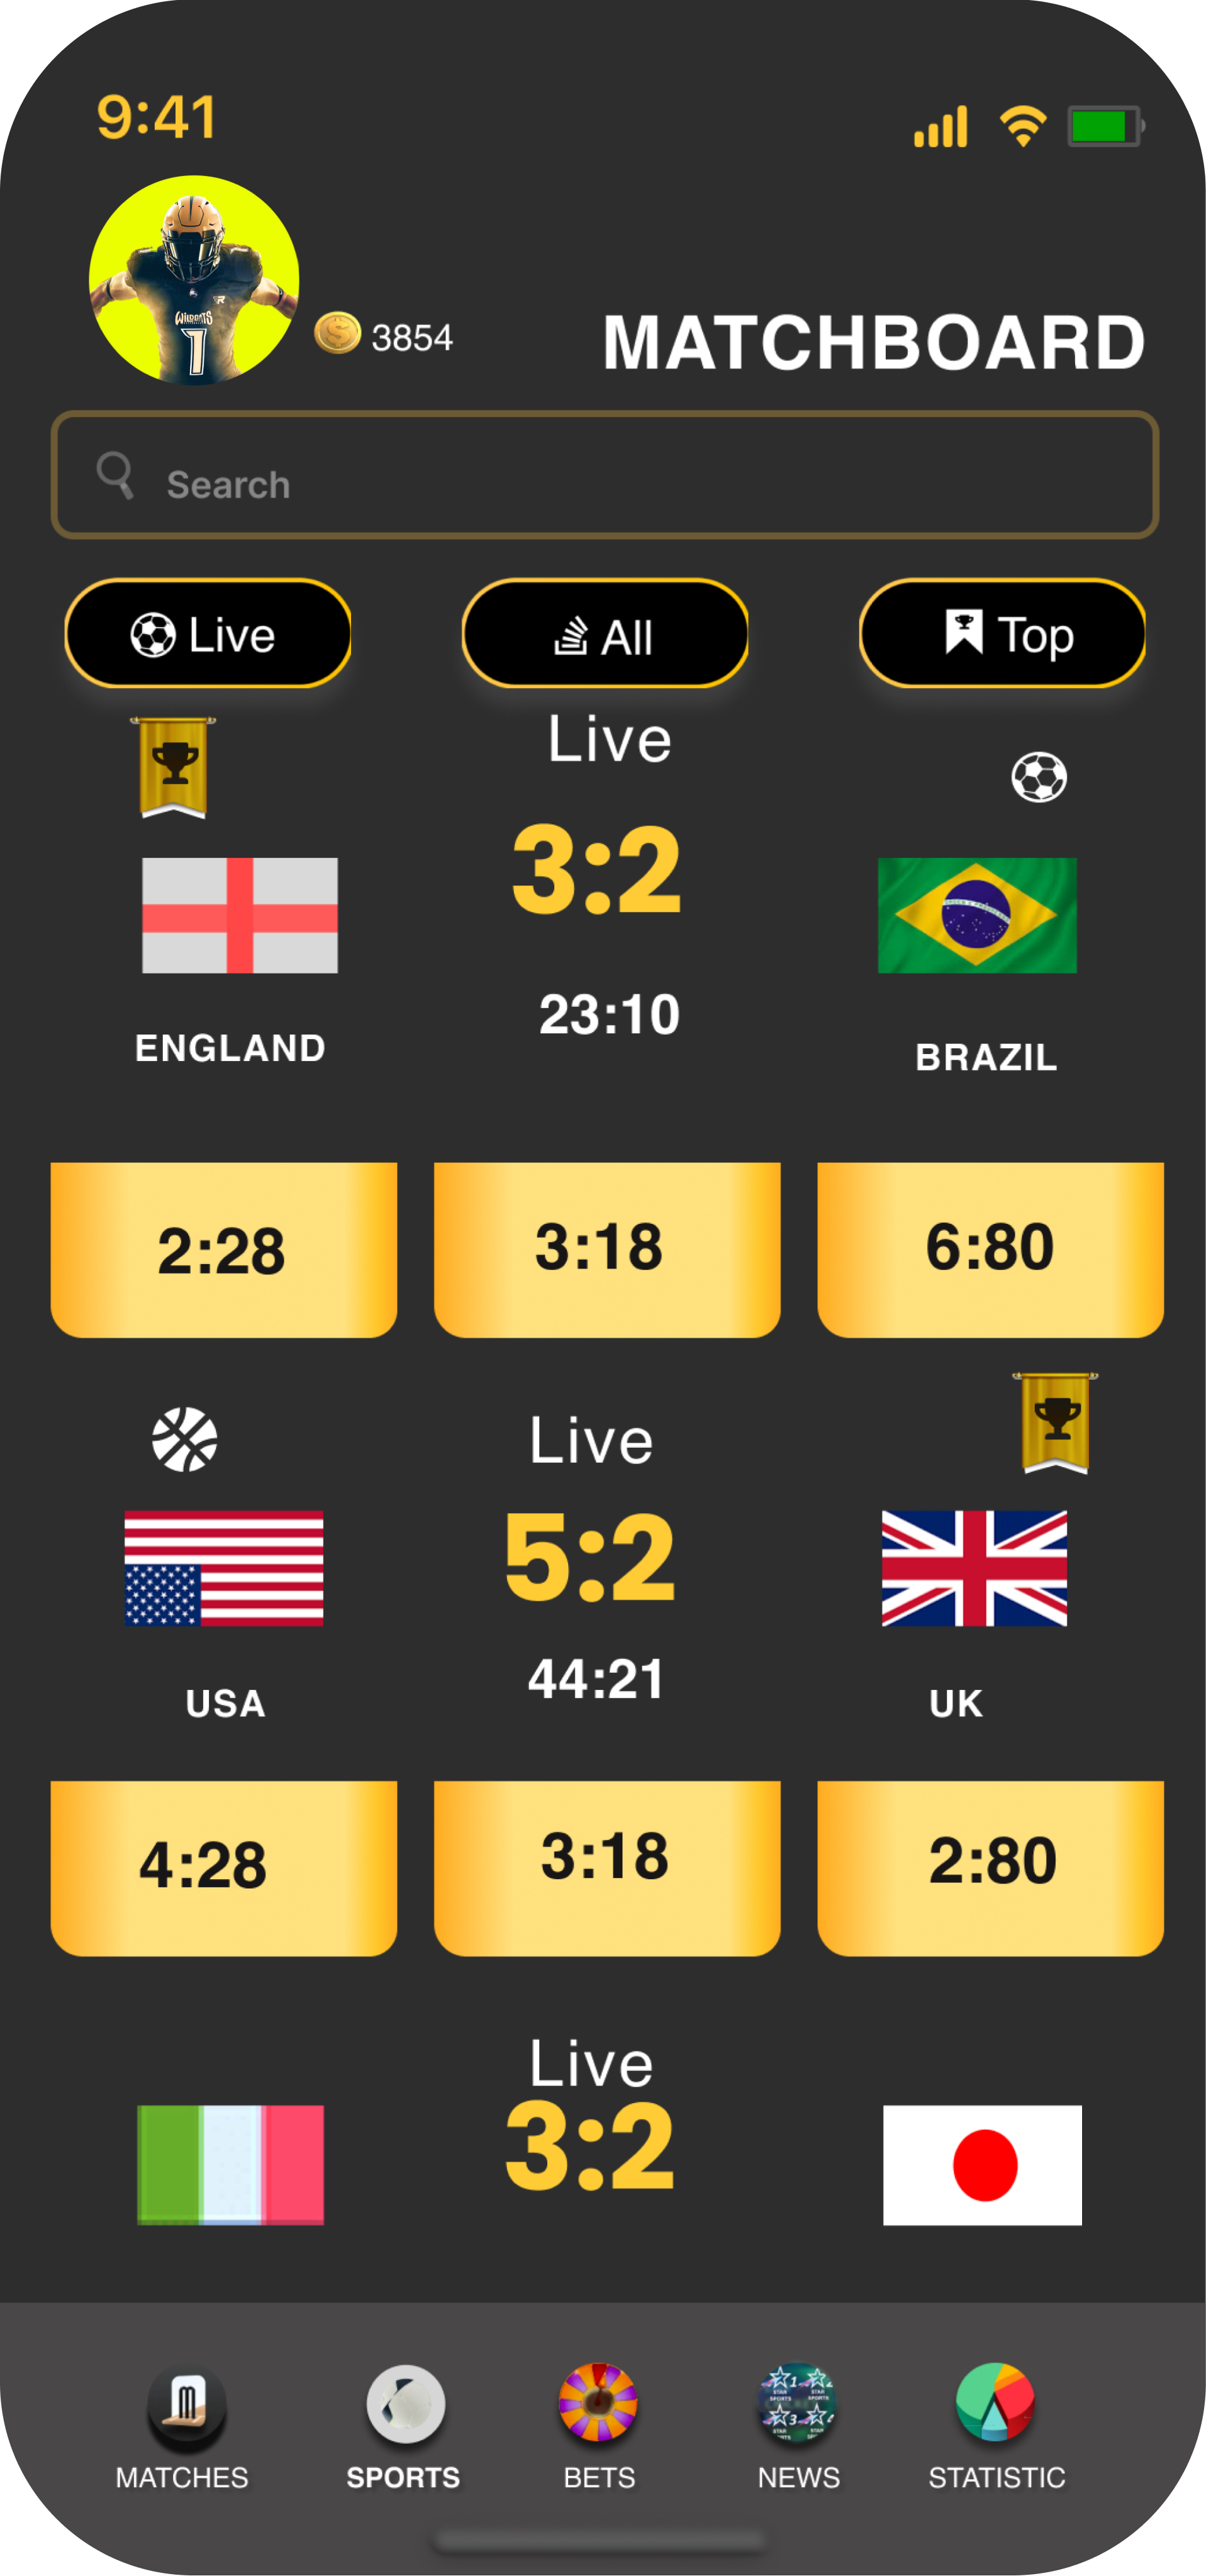 9:41
WILDCATS
1
3854
MATCHBOARD
Search
Live
All
Top
Live
3:2
23:10
ENGLAND
BRAZIL
2:28
3:18
6:80
Live
5:2
44:21
USA
UK
4:28
3:18
2:80
Live
3:2
MATCHES
SPORTS
BETS
NEWS
STATISTIC